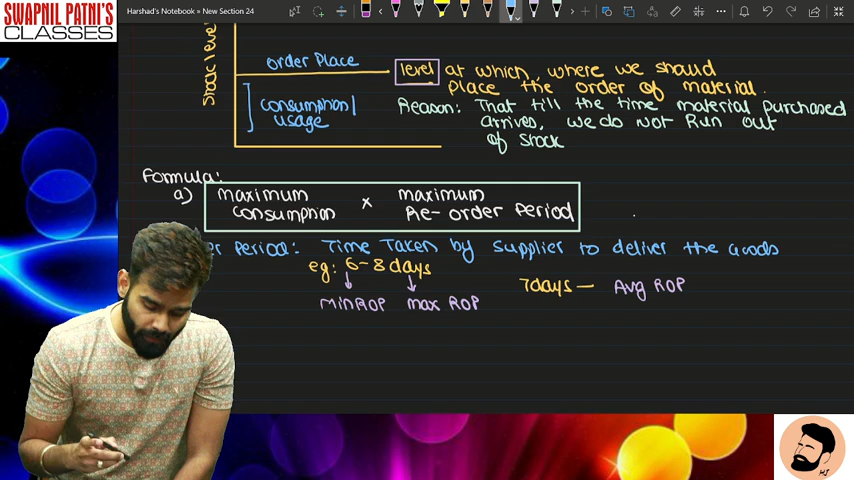 SWAPNIL PATNI'S
CLASSES
Harshad's Notebook » New Section 24
Stock level
order Place
level at which, where we should
place the order of material.
consumption/
usage
Reason: That till the time material purchased
arrives, we do not Run out
of stock
Formula:
a) maximum consumption x maximum Re-order Period
er Period: Time Taken by supplier to deliver the Goods
eg: 6-8 days
7days — Avg ROP
MinROP max ROP
HS